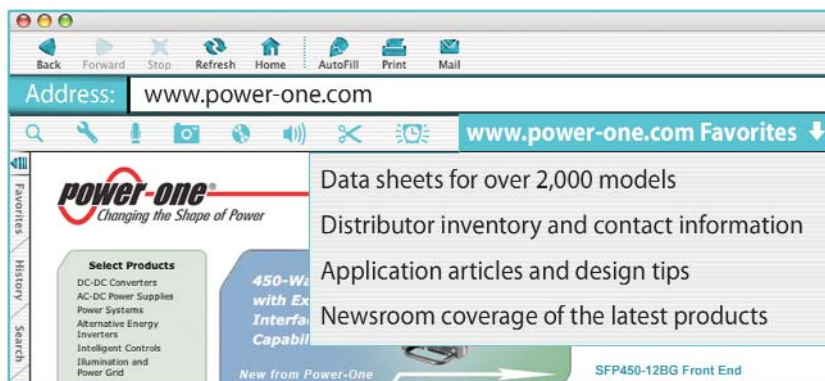 Back Forward Stop Refresh Home AutoFill Print Mail
Address: www.power-one.com
www.power-one.com Favorites
Favorites
History
Search
power-one®
Changing the Shape of Power
Data sheets for over 2,000 models
Distributor inventory and contact information
Application articles and design tips
Newsroom coverage of the latest products
Select Products
DC-DC Converters
AC-DC Power Supplies
Power Systems
Alternative Energy
Inverters
Intelligent Controls
Illumination and
Power Grid
450-Wa
with Ex
Interfa
Capabil
New from Power-One
SFP450-12BG Front End